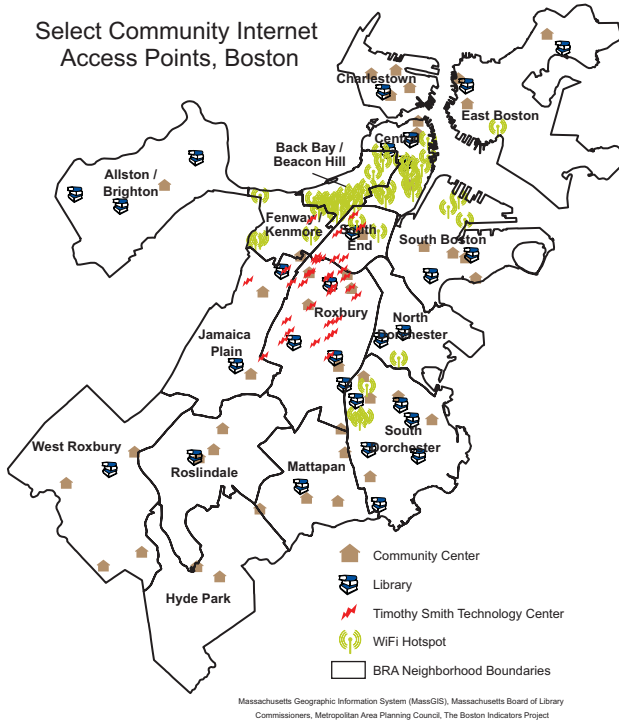 Select Community Internet
Access Points, Boston
Charlestown
East Boston
Central
Back Bay /
Beacon Hill
Allston /
Brighton
Fenway /
Kenmore
South
End
South Boston
Roxbury
North
Dorchester
Jamaica
Plain
West Roxbury
Roslindale
Mattapan
South
Dorchester
Hyde Park
Community Center
Library
Timothy Smith Technology Center
WiFi Hotspot
BRA Neighborhood Boundaries
Massachusetts Geographic Information System (MassGIS), Massachusetts Board of Library
Commissioners, Metropolitan Area Planning Council, The Boston Indicators Project